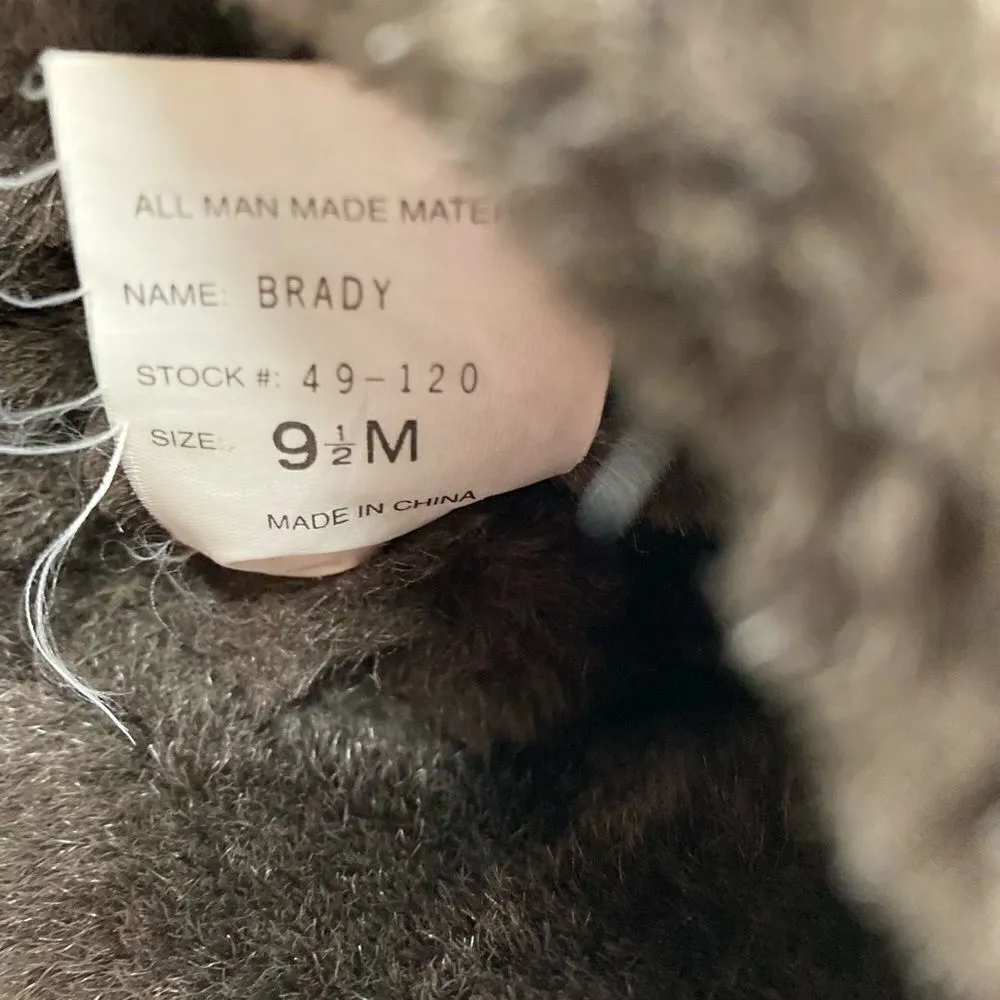 ALL MAN MADE MATE
NAME: BRADY
STOCK #: 49-120
SIZE: 9½M
MADE IN CHINA